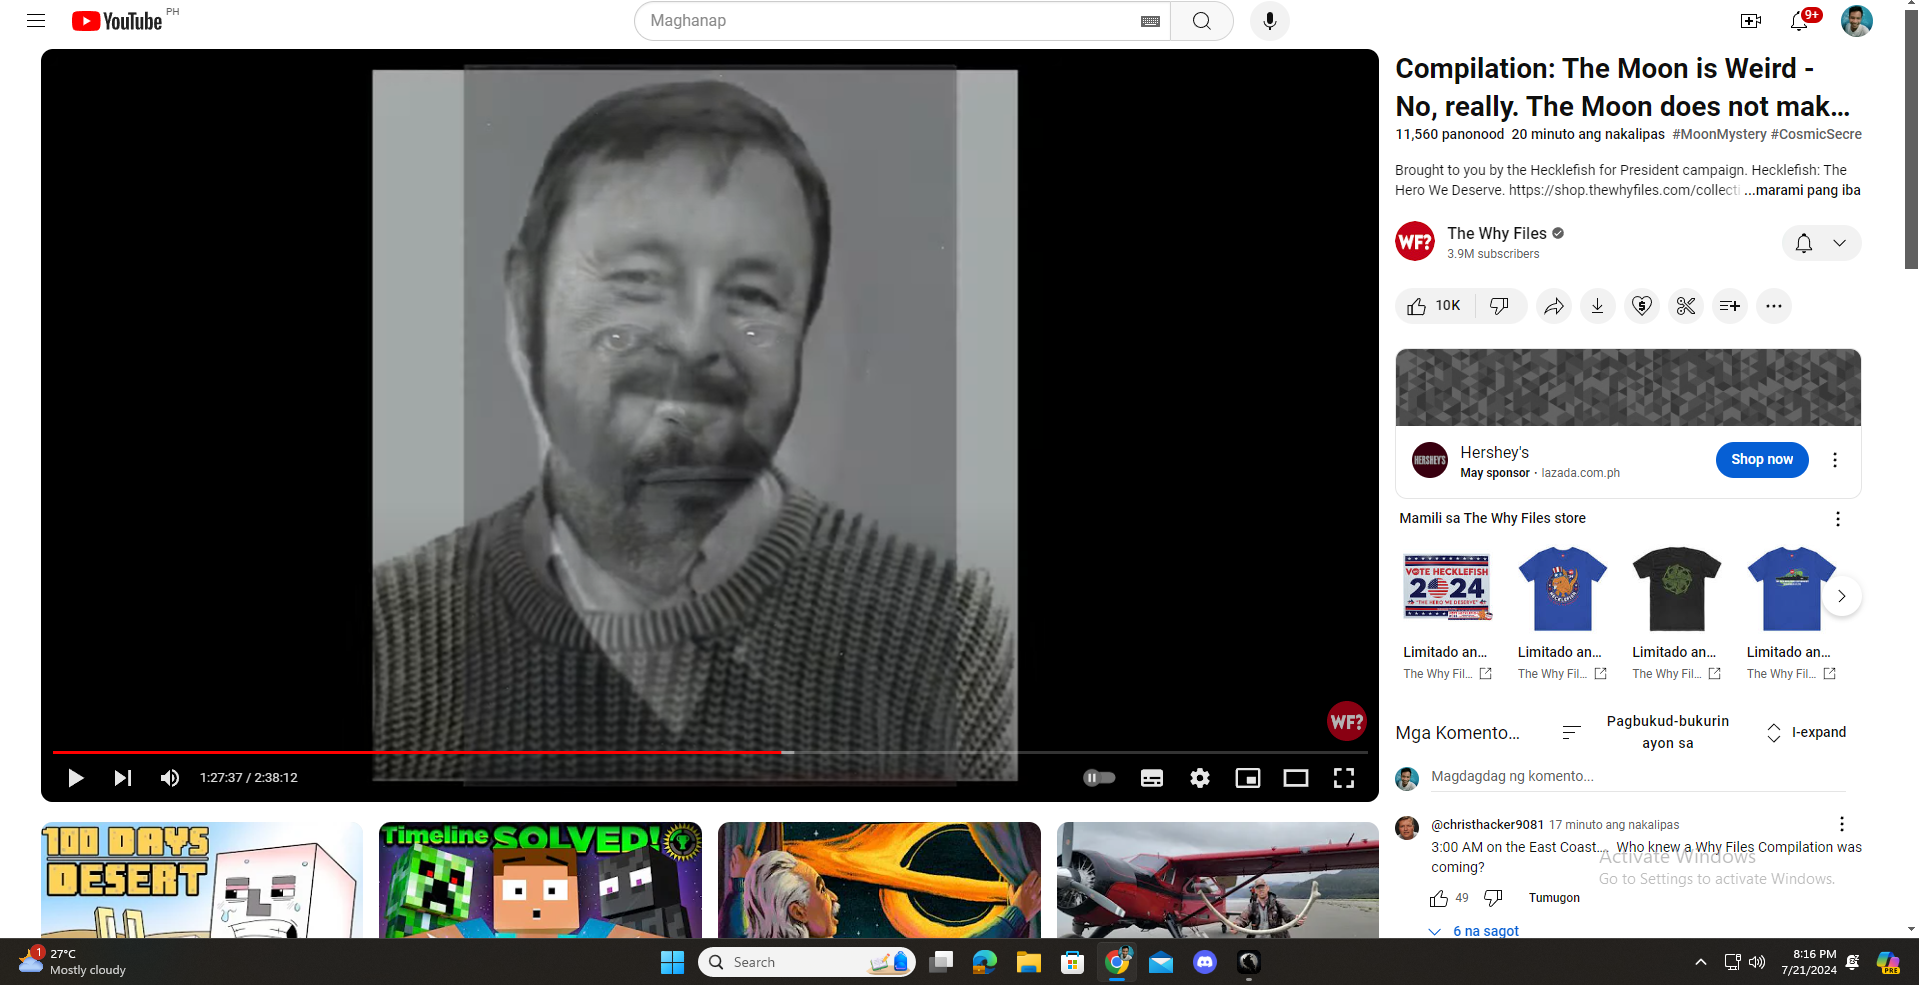 YouTube PH
Maghanap
9+
Compilation: The Moon is Weird -
No, really. The Moon does not mak...
11,560 panonood 20 minuto ang nakalipas #MoonMystery #CosmicSecre
Brought to you by the Hecklefish for President campaign. Hecklefish: The
Hero We Deserve. https://shop.thewhyfiles.com/collecti ...marami pang iba
WF?
The Why Files
3.9M subscribers
10K
HERSHEY'S
Hershey's
May sponsor · lazada.com.ph
Shop now
Mamili sa The Why Files store
VOTE HECKLEFISH
2024
"THE HERO WE DESERVE"
HECKLEFISH
Limitado an... Limitado an... Limitado an... Limitado an...
The Why Fil... The Why Fil... The Why Fil... The Why Fil...
WF?
Mga Komento...
Pagbukud-bukurin
ayon sa
I-expand
1:27:37 / 2:38:12
Magdagdag ng komento...
@christhacker9081 17 minuto ang nakalipas
3:00 AM on the East Coast.... Who knew a Why Files Compilation was
coming?
49 Tumugon
6 na sagot
Activate Windows
Go to Settings to activate Windows.
100 DAYS
DESERT
Timeline SOLVED!
1
27°C
Mostly cloudy
Search
8:16 PM
7/21/2024
PRE